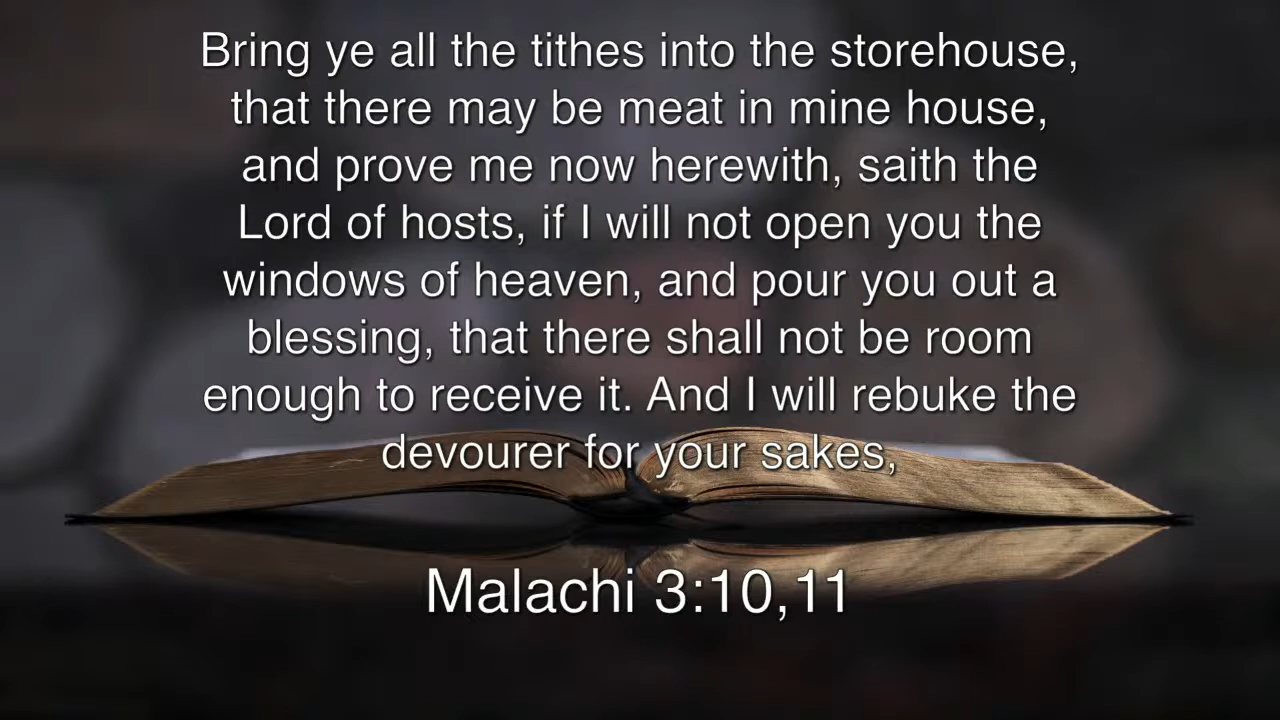 Bring ye all the tithes into the storehouse,
that there may be meat in mine house,
and prove me now herewith, saith the
Lord of hosts, if I will not open you the
windows of heaven, and pour you out a
blessing, that there shall not be room
enough to receive it. And I will rebuke the
devourer for your sakes,
Malachi 3:10,11